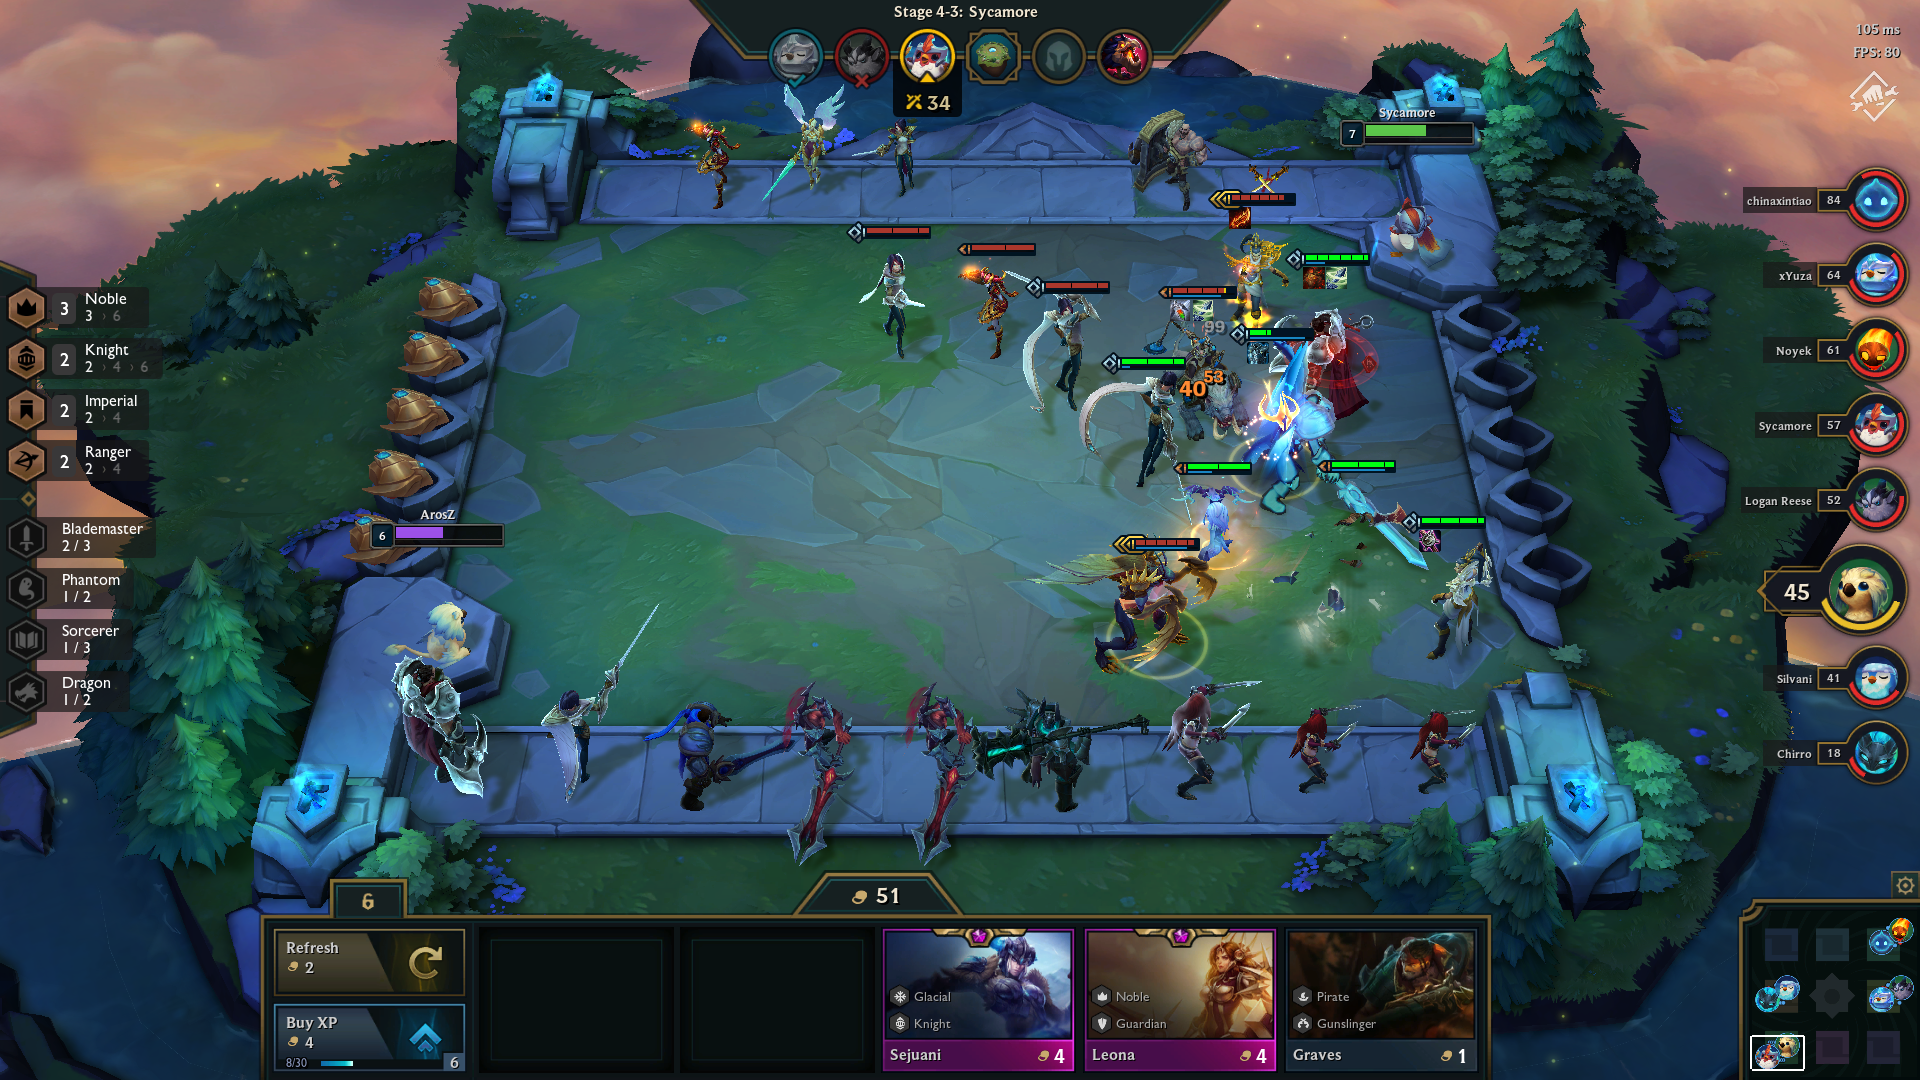 Stage 4-3: Sycamore
105 ms
FPS: 80
34
Sycamore
7
chinaxintiao 84
xYuza 64
Noyek 61
Sycamore 57
Logan Reese 52
45
Silvani 41
Chirro 18
3 Noble
3 › 6
2 Knight
2 › 4 › 6
2 Imperial
2 › 4
2 Ranger
2 › 4
Blademaster
2 / 3
Phantom
1 / 2
Sorcerer
1 / 3
Dragon
1 / 2
99
40
53
ArosZ
6
6
51
Refresh
2
Buy XP
4
8/30
6
Glacial
Knight
Sejuani 4
Noble
Guardian
Leona 4
Pirate
Gunslinger
Graves 1